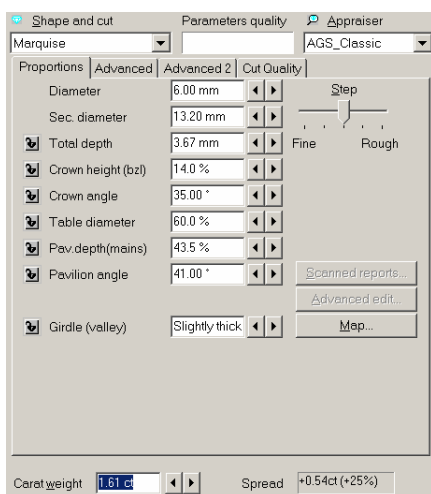 Shape and cut Parameters quality Appraiser
Marquise AGS_Classic
Proportions Advanced Advanced 2 Cut Quality
Diameter 6.00 mm Step
Sec. diameter 13.20 mm
Total depth 3.67 mm Fine Rough
Crown height (bzl) 14.0 %
Crown angle 35.00 °
Table diameter 60.0 %
Pav.depth(mains) 43.5 %
Pavilion angle 41.00 ° Scanned reports...
Advanced edit...
Girdle (valley) Slightly thick Map...
Carat weight 1.61 ct Spread +0.54ct (+25%)